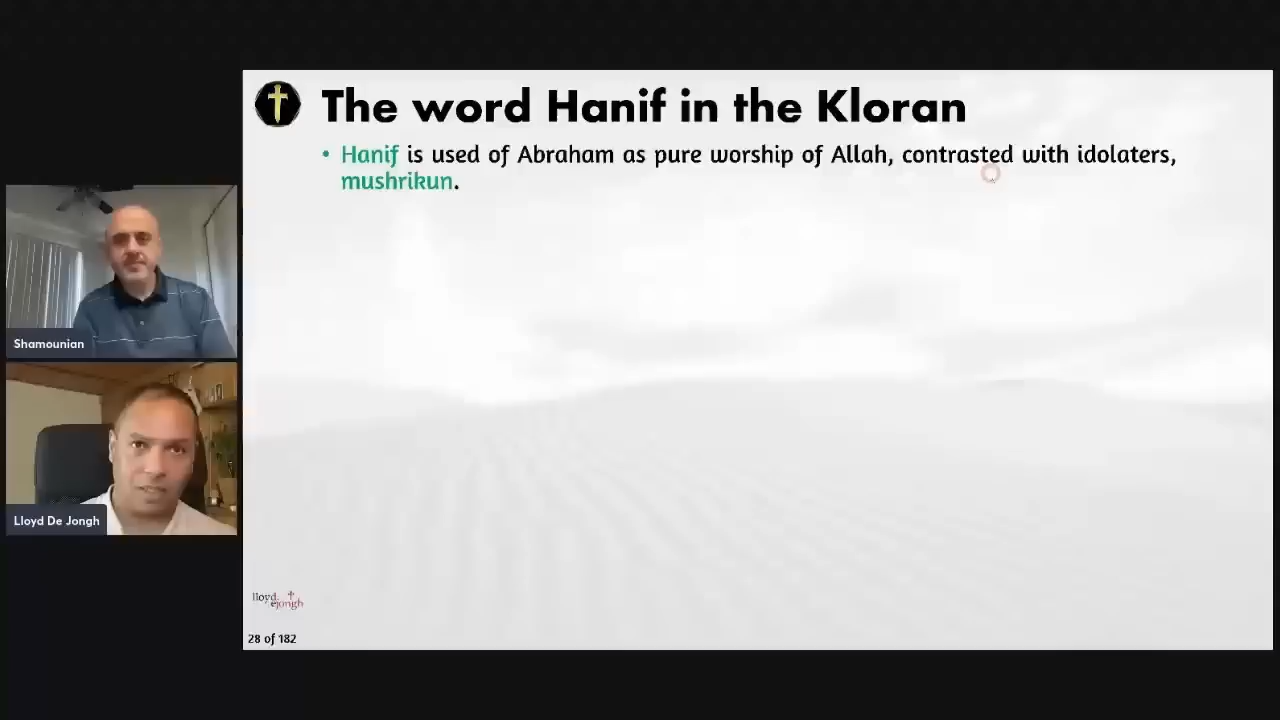 The word Hanif in the Kloran
• Hanif is used of Abraham as pure worship of Allah, contrasted with idolaters,
mushrikun.
Shamounian
Lloyd De Jongh
lloyd
ejongh
28 of 182